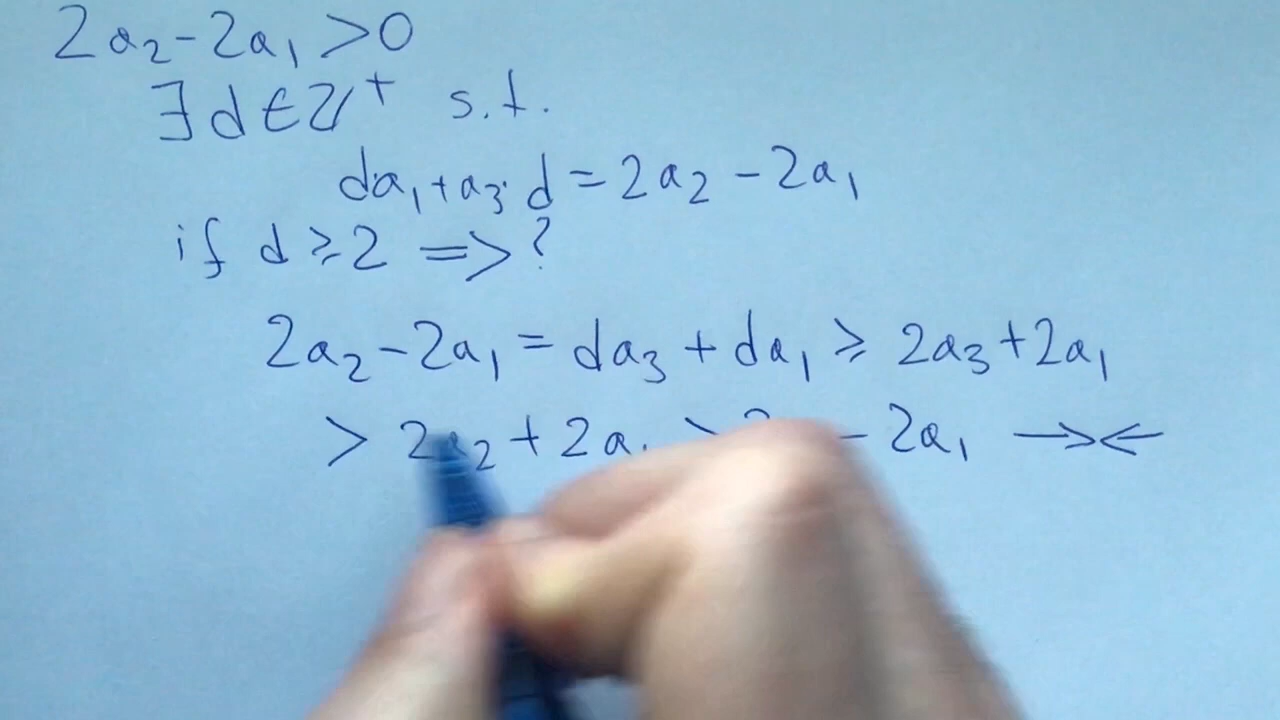 2a₂-2a₁>0
∃d∈ℤ⁺ s.t.
da₁+a₃·d=2a₂-2a₁
if d≥2 => ?
2a₂-2a₁=da₃+da₁≥2a₃+2a₁
>2a₂+2a₁ > -2a₁ →←